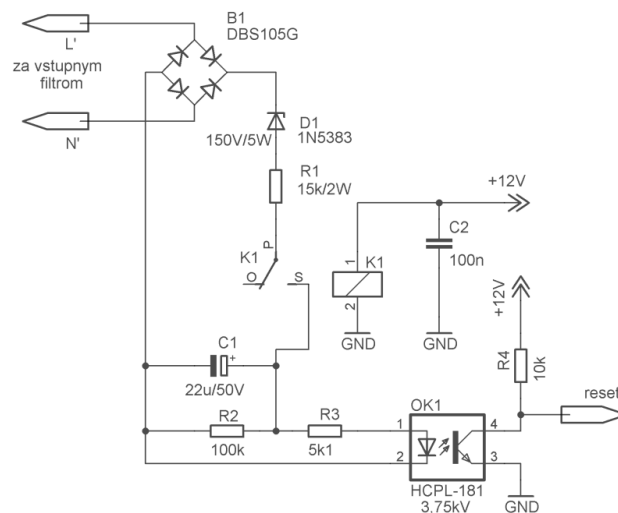 B1
DBS105G
L'
za vstupnym
filtrom
N'
150V/5W
D1
1N5383
R1
15k/2W
+12V
K1
P
O
S
1
K1
2
C2
100n
GND
GND
+12V
C1
+
22u/50V
R4
10k
reset
R2
100k
R3
5k1
OK1
1
4
2
3
HCPL-181
3.75kV
GND